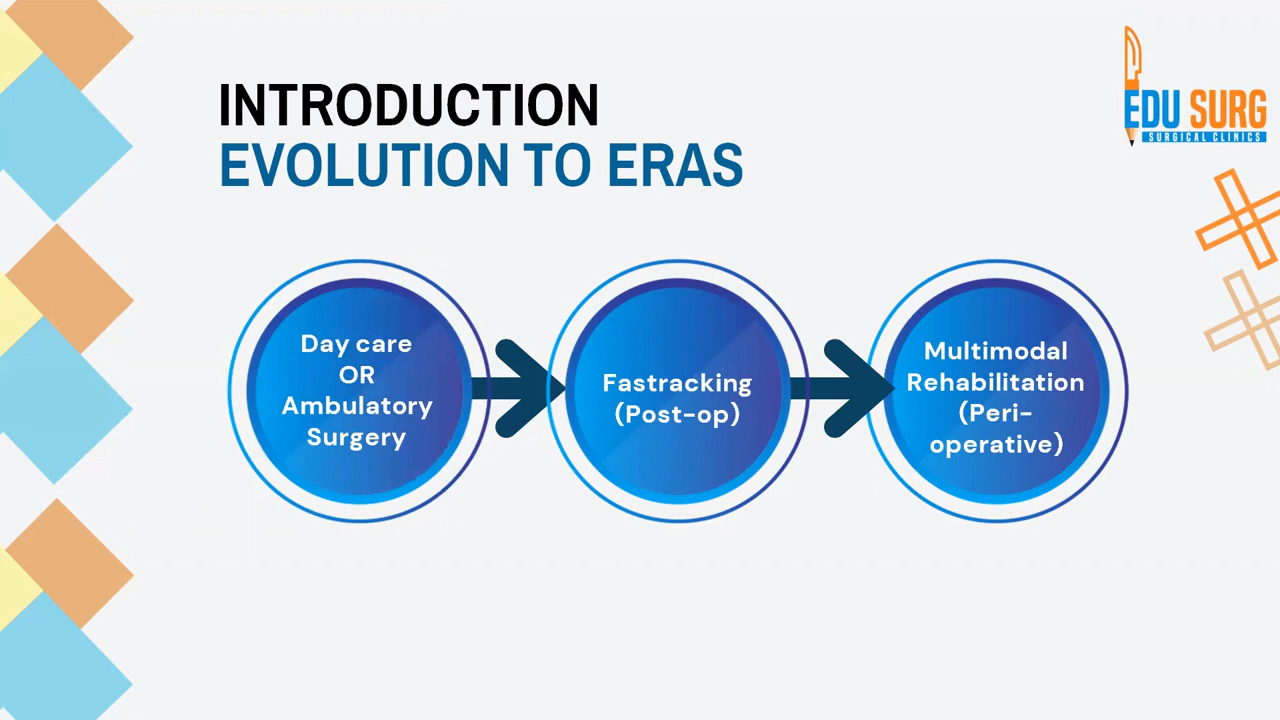 INTRODUCTION
EVOLUTION TO ERAS
EDU SURG
SURGICAL CLINICS
Day care
OR
Ambulatory
Surgery
Fastracking
(Post-op)
Multimodal
Rehabilitation
(Peri-
operative)